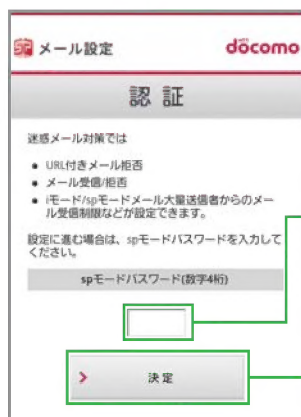 sp メール設定 döcomo
認 証
迷惑メール対策では
● URL付きメール拒否
● メール受信/拒否
● iモード/spモードメール大量送信者からのメー
ル受信制限などが設定できます。
設定に進む場合は、spモードパスワードを入力して
ください。
spモードパスワード(数字4桁)
決 定